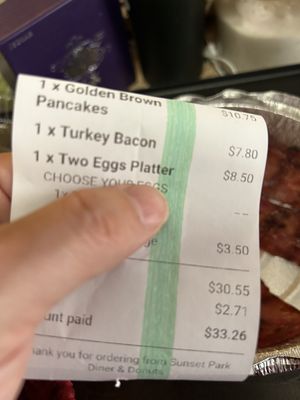 1 x Golden Brown
Pancakes $10.75
1 x Turkey Bacon $7.80
1 x Two Eggs Platter $8.50
CHOOSE YOUR EGGS
1 x --
$3.50
$30.55
$2.71
unt paid $33.26
hank you for ordering from Sunset Park
Diner & Donuts